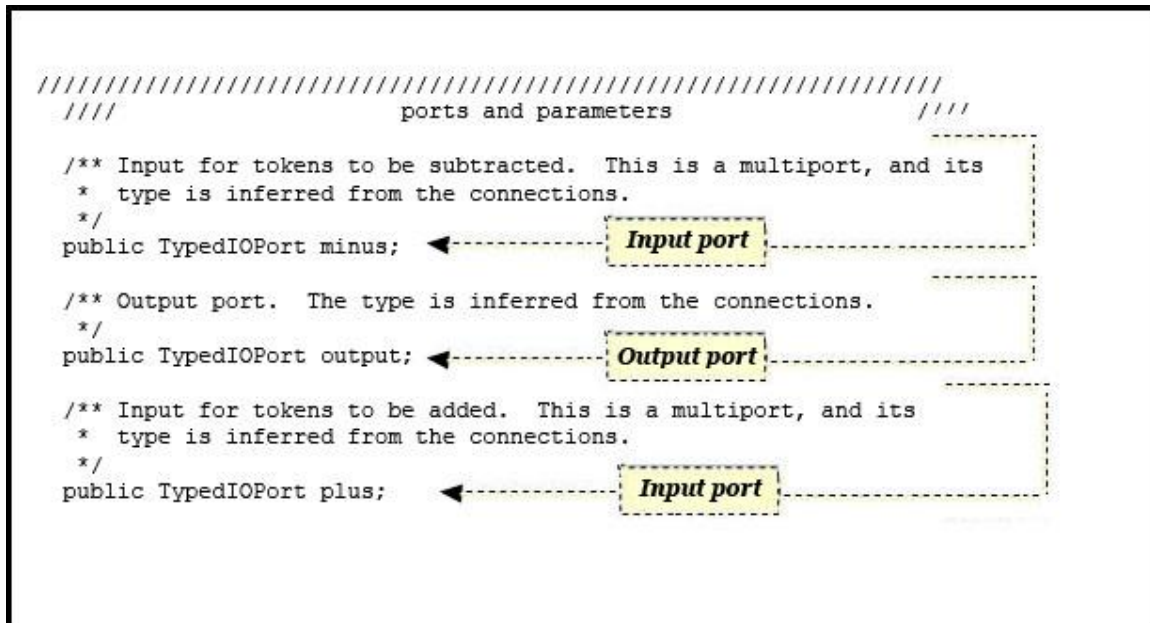 ///////////////////////////////////////////////////////////////////
//// ports and parameters ////
/** Input for tokens to be subtracted.  This is a multiport, and its
 *  type is inferred from the connections.
 */
public TypedIOPort minus;
Input port
/** Output port.  The type is inferred from the connections.
 */
public TypedIOPort output;
Output port
/** Input for tokens to be added.  This is a multiport, and its
 *  type is inferred from the connections.
 */
public TypedIOPort plus;
Input port